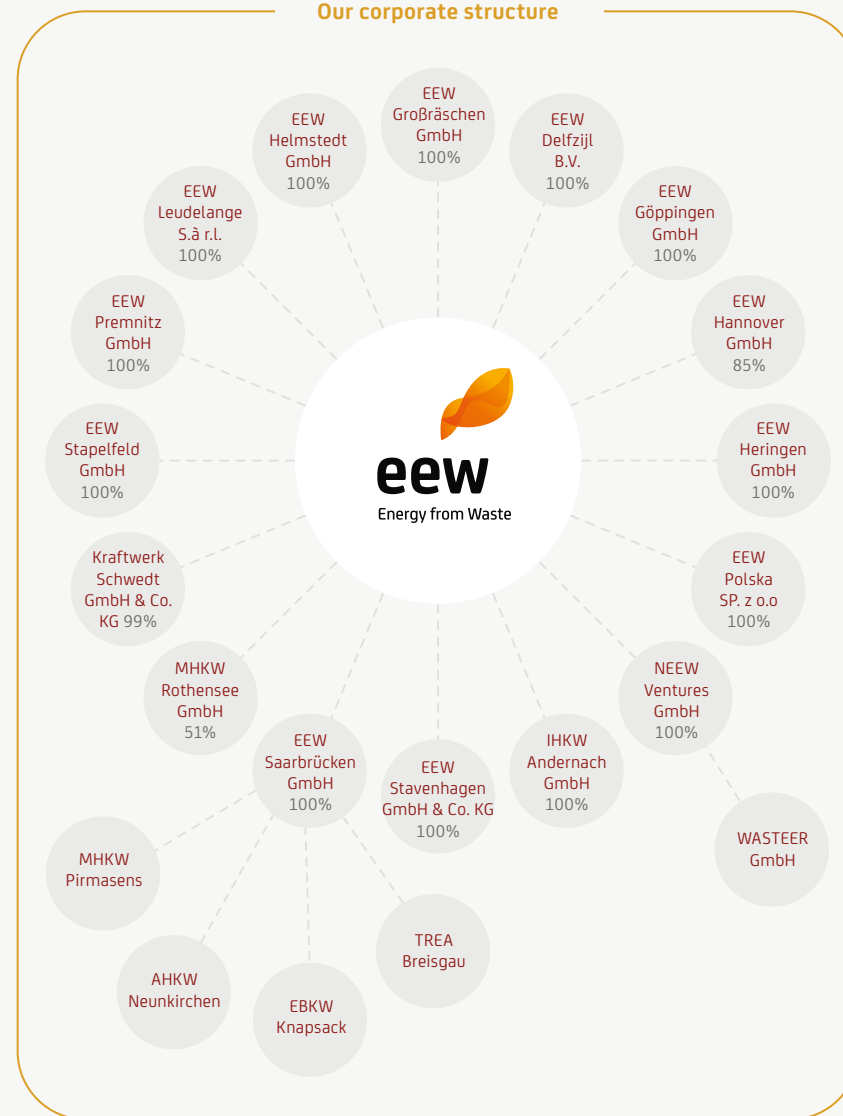 Our corporate structure
EEW
Großräschen
GmbH
100%
EEW
Helmstedt
GmbH
100%
EEW
Delfzijl
B.V.
100%
EEW
Leudelange
S.à r.l.
100%
EEW
Göppingen
GmbH
100%
EEW
Premnitz
GmbH
100%
EEW
Hannover
GmbH
85%
eew
Energy from Waste
EEW
Stapelfeld
GmbH
100%
EEW
Heringen
GmbH
100%
Kraftwerk
Schwedt
GmbH & Co.
KG 99%
EEW
Polska
SP. z o.o
100%
MHKW
Rothensee
GmbH
51%
NEEW
Ventures
GmbH
100%
EEW
Saarbrücken
GmbH
100%
EEW
Stavenhagen
GmbH & Co. KG
100%
IHKW
Andernach
GmbH
100%
WASTEER
GmbH
MHKW
Pirmasens
TREA
Breisgau
AHKW
Neunkirchen
EBKW
Knapsack